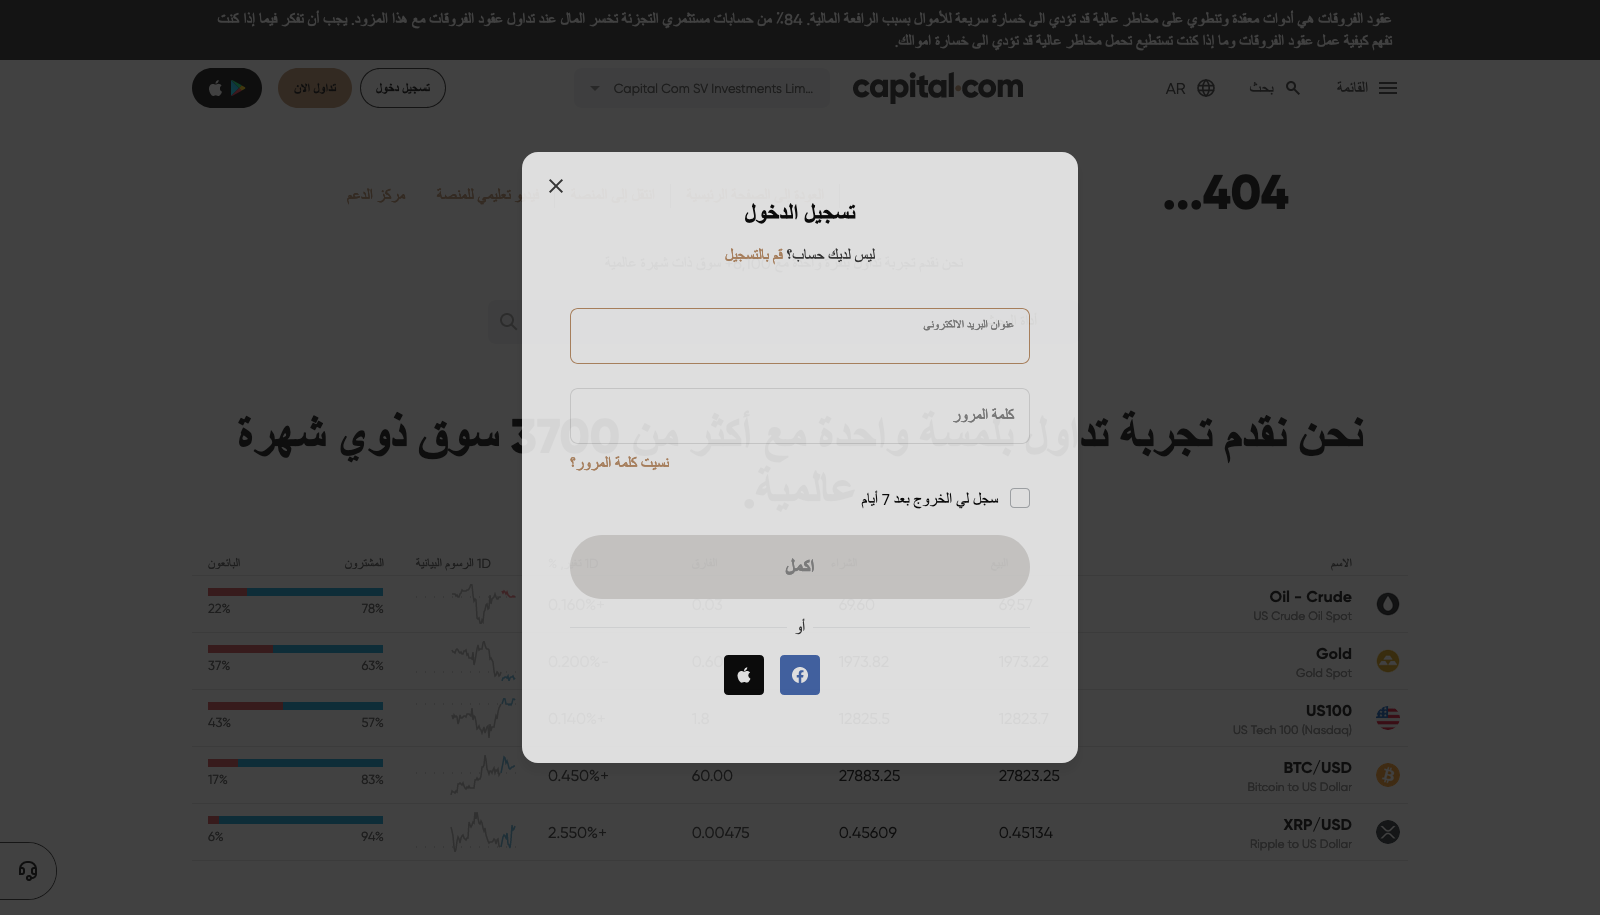 عقود الفروقات هي أدوات معقدة وتنطوي على مخاطر عالية قد تؤدي الى خسارة سريعة للأموال بسبب الرافعة المالية. 84٪ من حسابات مستثمري التجزئة تخسر المال عند تداول عقود الفروقات مع هذا المزود. يجب أن تفكر فيما إذا كنت
تفهم كيفية عمل عقود الفروقات وما إذا كنت تستطيع تحمل مخاطر عالية قد تؤدي الى خسارة اموالك.
القائمة
بحث
AR
capital.com
Capital Com SV Investments Lim...
تسجيل دخول
تداول الان
404...
تعليمي للمنصة
مركز الدعم
تسجيل الدخول
ليس لديك حساب؟ قم بالتسجيل
عنوان البريد الالكتروني
كلمة المرور
نسيت كلمة المرور؟
سجل لي الخروج بعد 7 أيام
اكمل
أو
نحن نقدم تجربة تداول بلمسة واحدة مع أكثر من 3700 سوق ذوي شهرة
عالمية.
الاسم
1D الرسوم البيانية
المشترون
البائعون
Oil - Crude
US Crude Oil Spot
69.57
69.60
0.03
0.160%+
78%
22%
Gold
Gold Spot
1973.22
1973.82
0.60
0.200%-
63%
37%
US100
US Tech 100 (Nasdaq)
12823.7
12825.5
1.8
0.140%+
57%
43%
BTC/USD
Bitcoin to US Dollar
27823.25
27883.25
60.00
0.450%+
83%
17%
XRP/USD
Ripple to US Dollar
0.45134
0.45609
0.00475
2.550%+
94%
6%